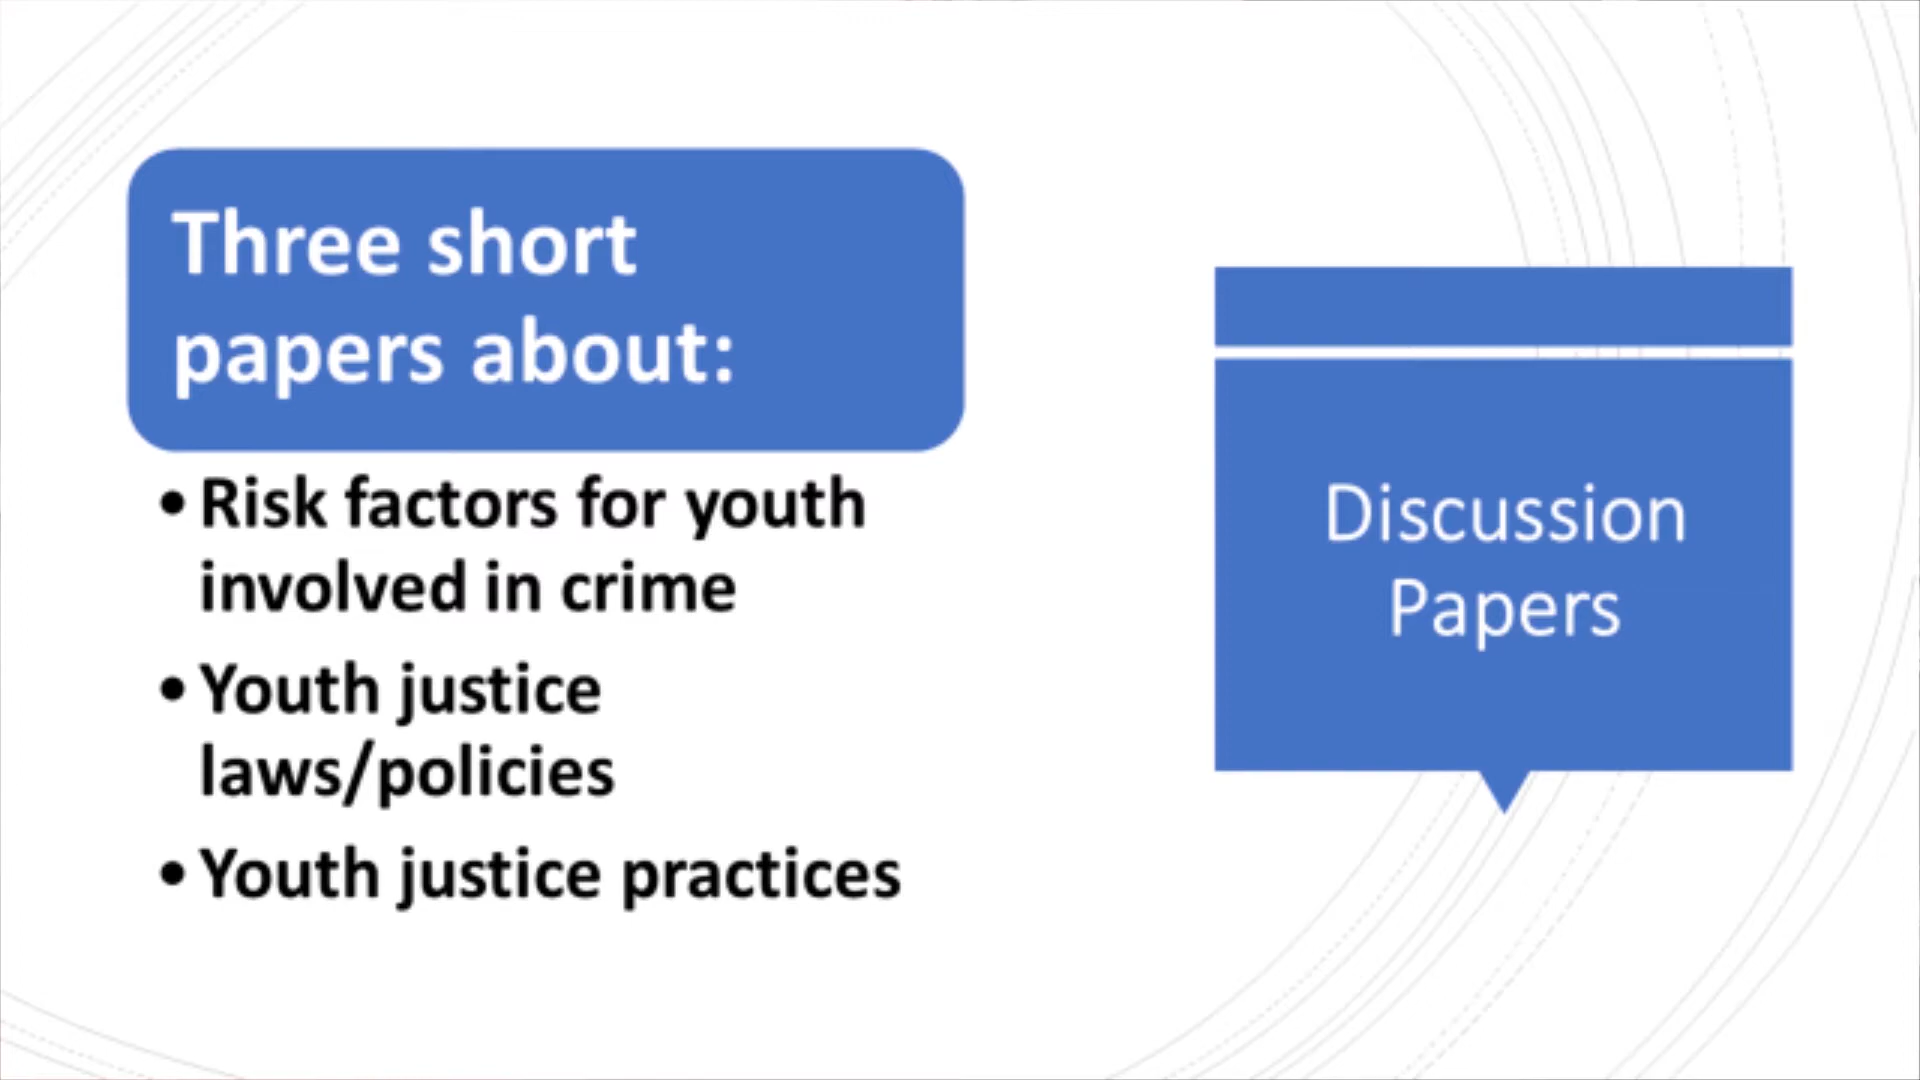 Three short
papers about:
• Risk factors for youth
involved in crime
• Youth justice
laws/policies
• Youth justice practices
Discussion
Papers